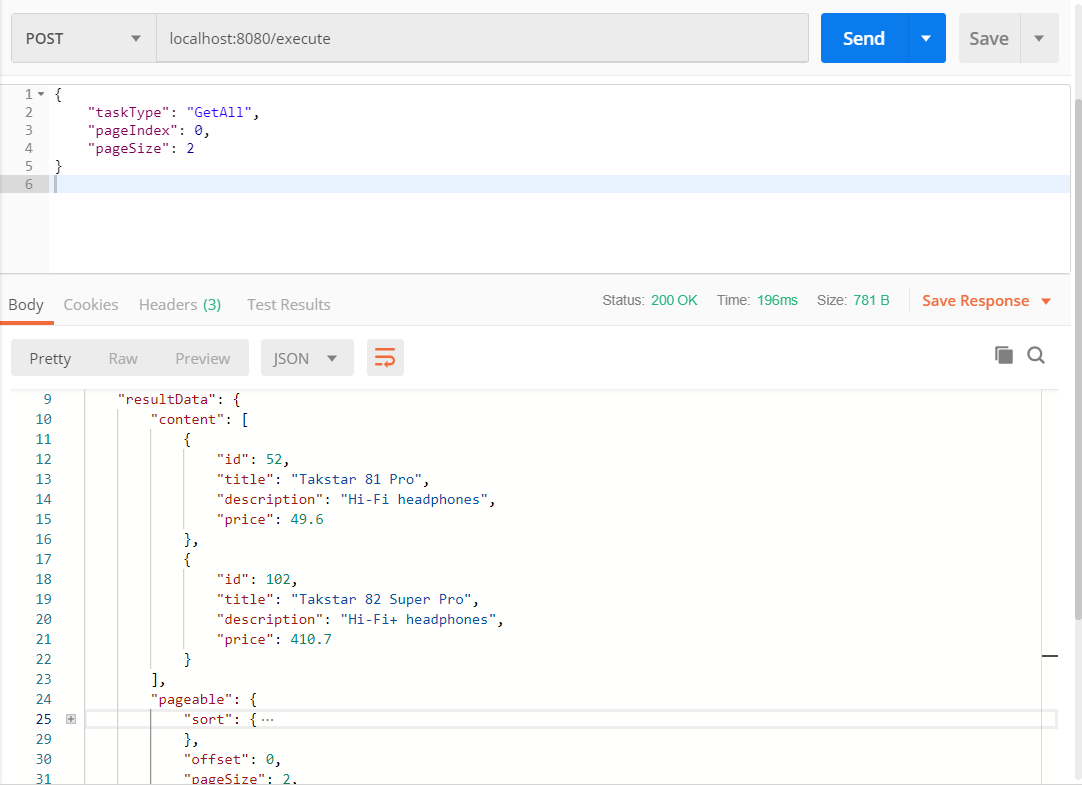 POST localhost:8080/execute Send Save
1 {
2 "taskType": "GetAll",
3 "pageIndex": 0,
4 "pageSize": 2
5 }
6
Body Cookies Headers (3) Test Results Status: 200 OK Time: 196ms Size: 781 B Save Response
Pretty Raw Preview JSON
9 "resultData": {
10 "content": [
11 {
12 "id": 52,
13 "title": "Takstar 81 Pro",
14 "description": "Hi-Fi headphones",
15 "price": 49.6
16 },
17 {
18 "id": 102,
19 "title": "Takstar 82 Super Pro",
20 "description": "Hi-Fi+ headphones",
21 "price": 410.7
22 }
23 ],
24 "pageable": {
25 "sort": { ···
29 },
30 "offset": 0,
31 "pageSize": 2,